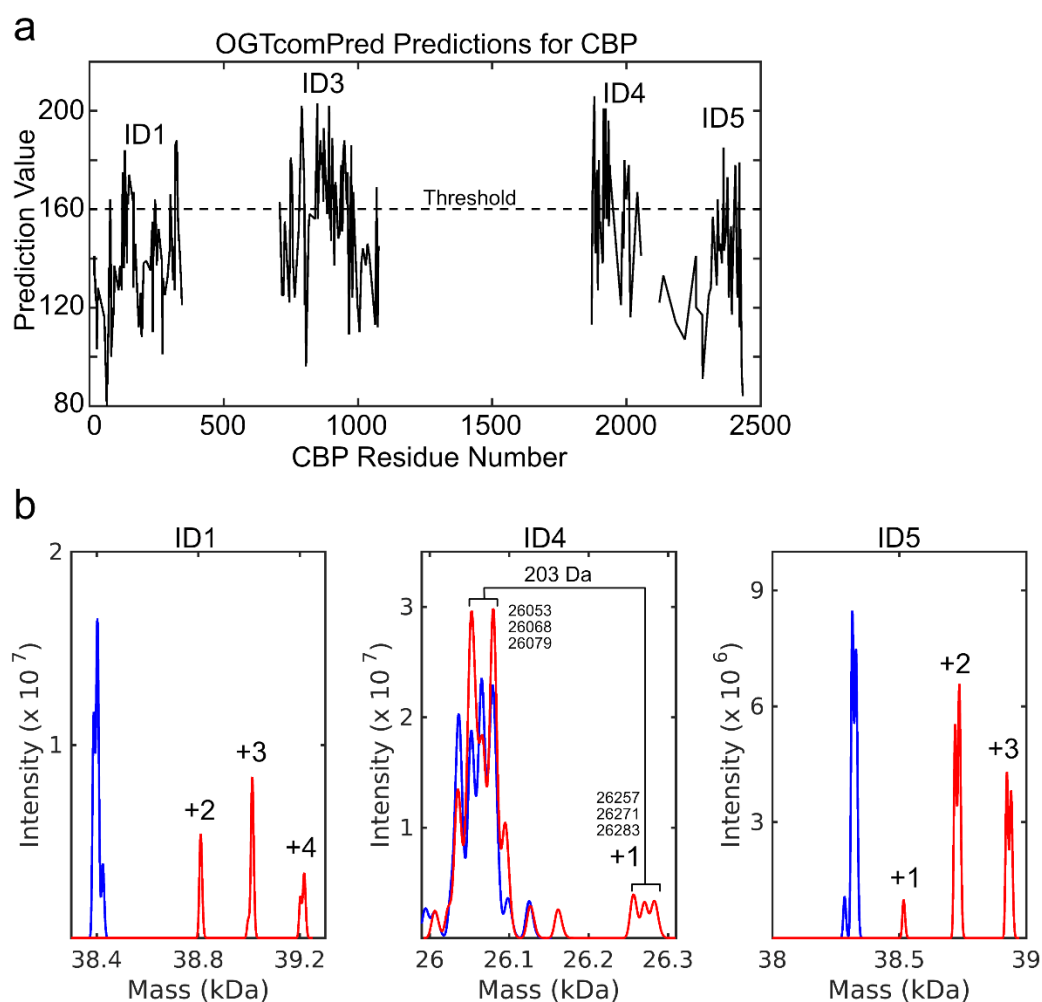 a
OGTcomPred Predictions for CBP
ID1
ID3
ID4
ID5
Threshold
Prediction Value
200
160
120
80
0
500
1000
1500
2000
2500
CBP Residue Number
b
ID1
Intensity (x 10 7)
2
1
+2
+3
+4
38.4
38.8
39.2
Mass (kDa)
ID4
Intensity (x 10 7)
3
2
1
203 Da
26053
26068
26079
26257
26271
26283
+1
26
26.1
26.2
26.3
Mass (kDa)
ID5
Intensity (x 10 6)
9
6
3
+1
+2
+3
38
38.5
39
Mass (kDa)